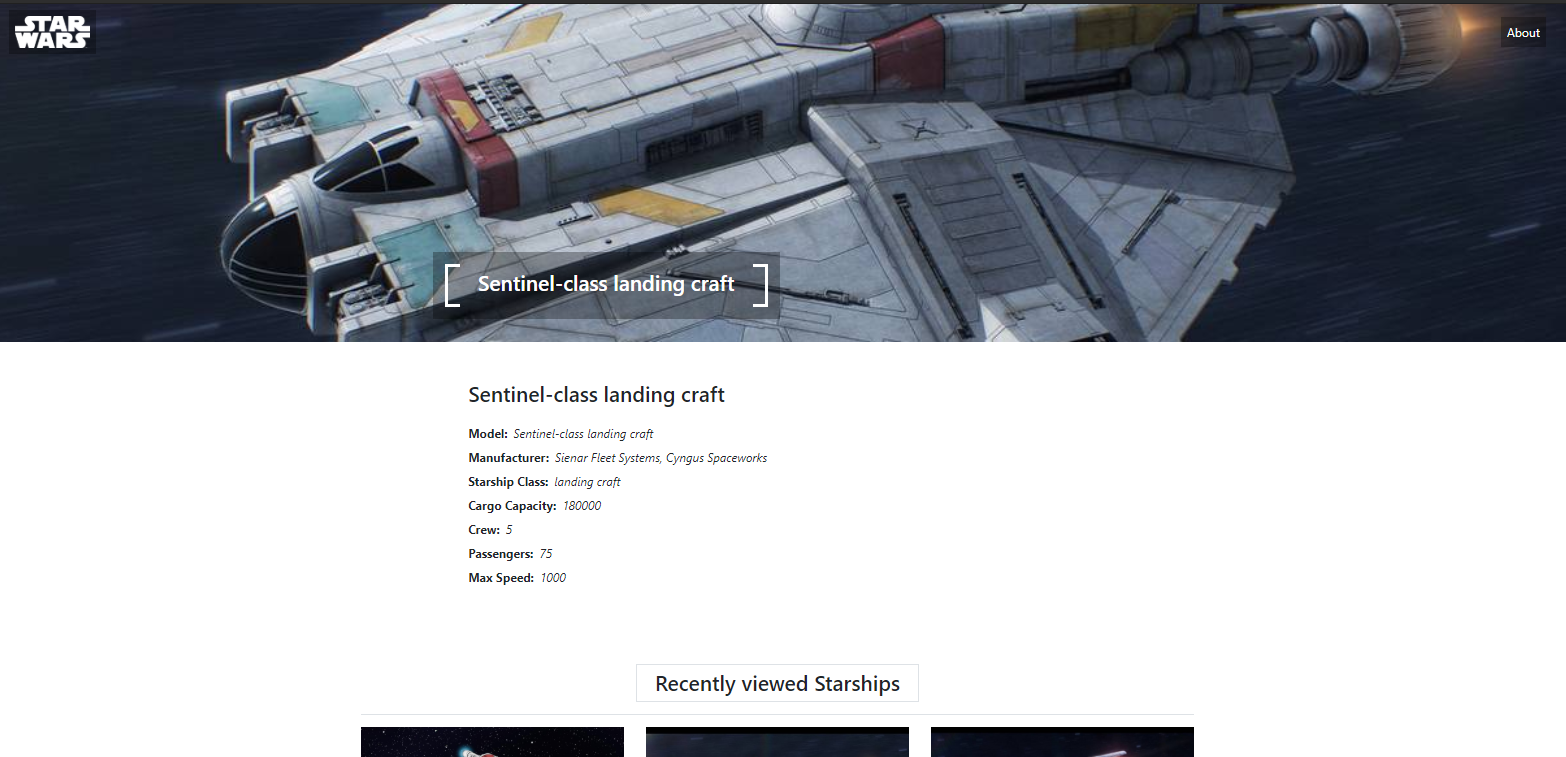 STAR
WARS
About
Sentinel-class landing craft
Sentinel-class landing craft
Model: Sentinel-class landing craft
Manufacturer: Sienar Fleet Systems, Cyngus Spaceworks
Starship Class: landing craft
Cargo Capacity: 180000
Crew: 5
Passengers: 75
Max Speed: 1000
Recently viewed Starships